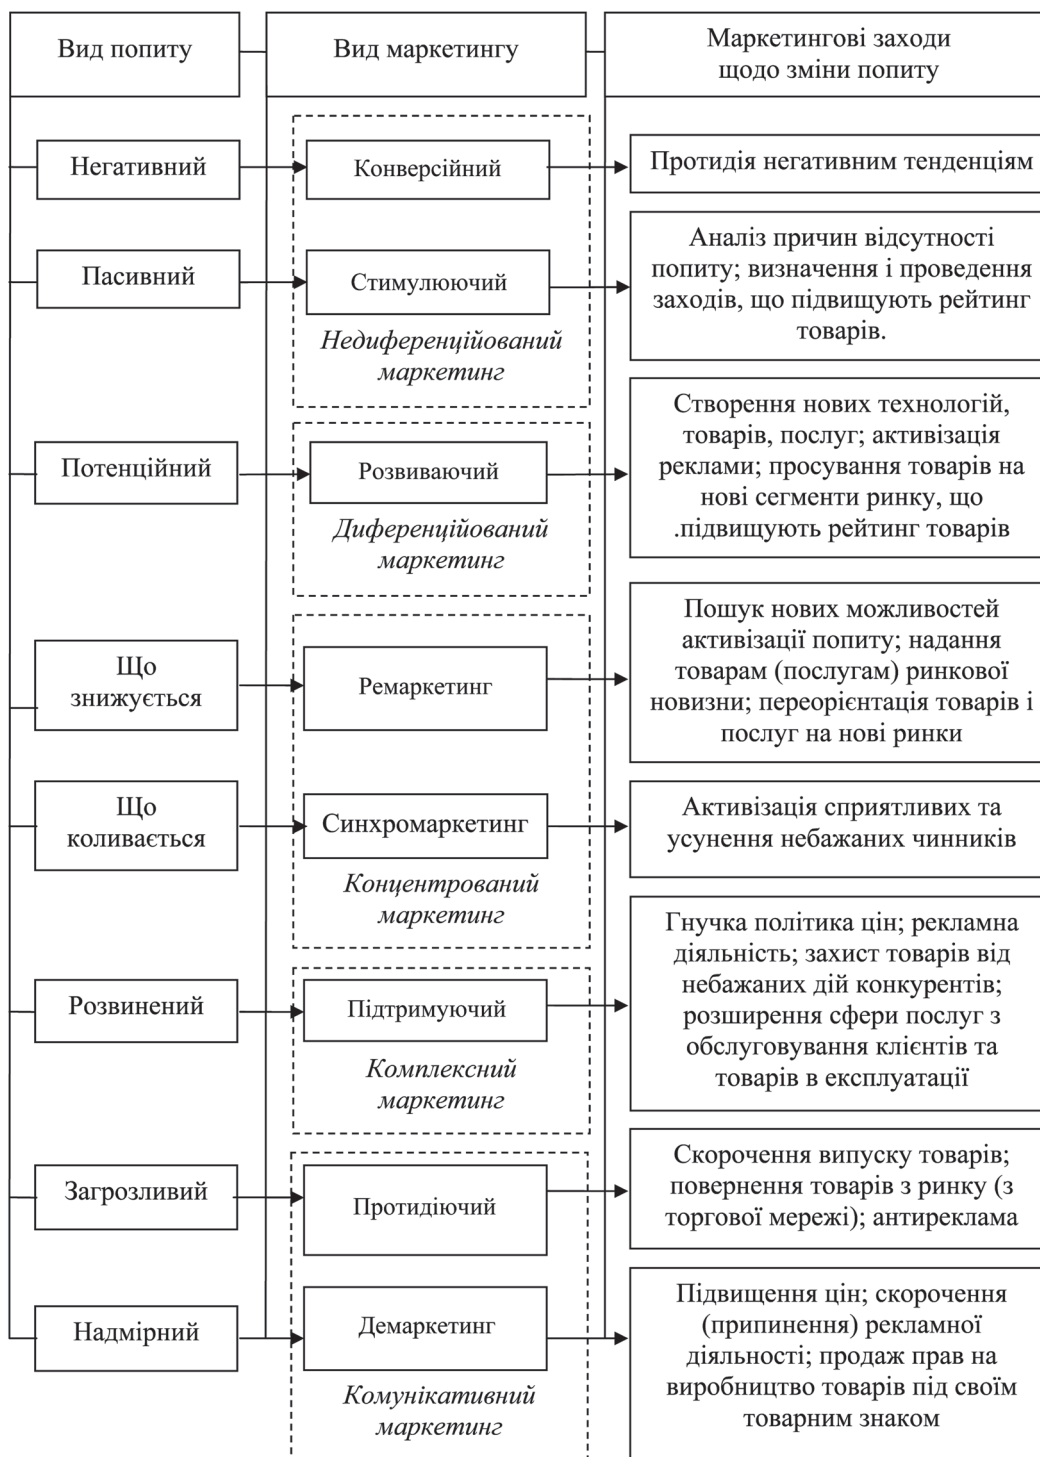 Вид попиту
Вид маркетингу
Маркетингові заходи
щодо зміни попиту
Негативний
Конверсійний
Протидія негативним тенденціям
Пасивний
Стимулюючий
Аналіз причин відсутності
попиту; визначення і проведення
заходів, що підвищують рейтинг
товарів.
Недиференційований
маркетинг
Потенційний
Розвиваючий
Створення нових технологій,
товарів, послуг; активізація
реклами; просування товарів на
нові сегменти ринку, що
.підвищують рейтинг товарів
Диференційований
маркетинг
Що
знижується
Ремаркетинг
Пошук нових можливостей
активізації попиту; надання
товарам (послугам) ринкової
новизни; переорієнтація товарів і
послуг на нові ринки
Що
коливається
Синхромаркетинг
Активізація сприятливих та
усунення небажаних чинників
Концентрований
маркетинг
Розвинений
Підтримуючий
Гнучка політика цін; рекламна
діяльність; захист товарів від
небажаних дій конкурентів;
розширення сфери послуг з
обслуговування клієнтів та
товарів в експлуатації
Комплексний
маркетинг
Загрозливий
Протидіючий
Скорочення випуску товарів;
повернення товарів з ринку (з
торгової мережі); антиреклама
Надмірний
Демаркетинг
Підвищення цін; скорочення
(припинення) рекламної
діяльності; продаж прав на
виробництво товарів під своїм
товарним знаком
Комунікативний
маркетинг